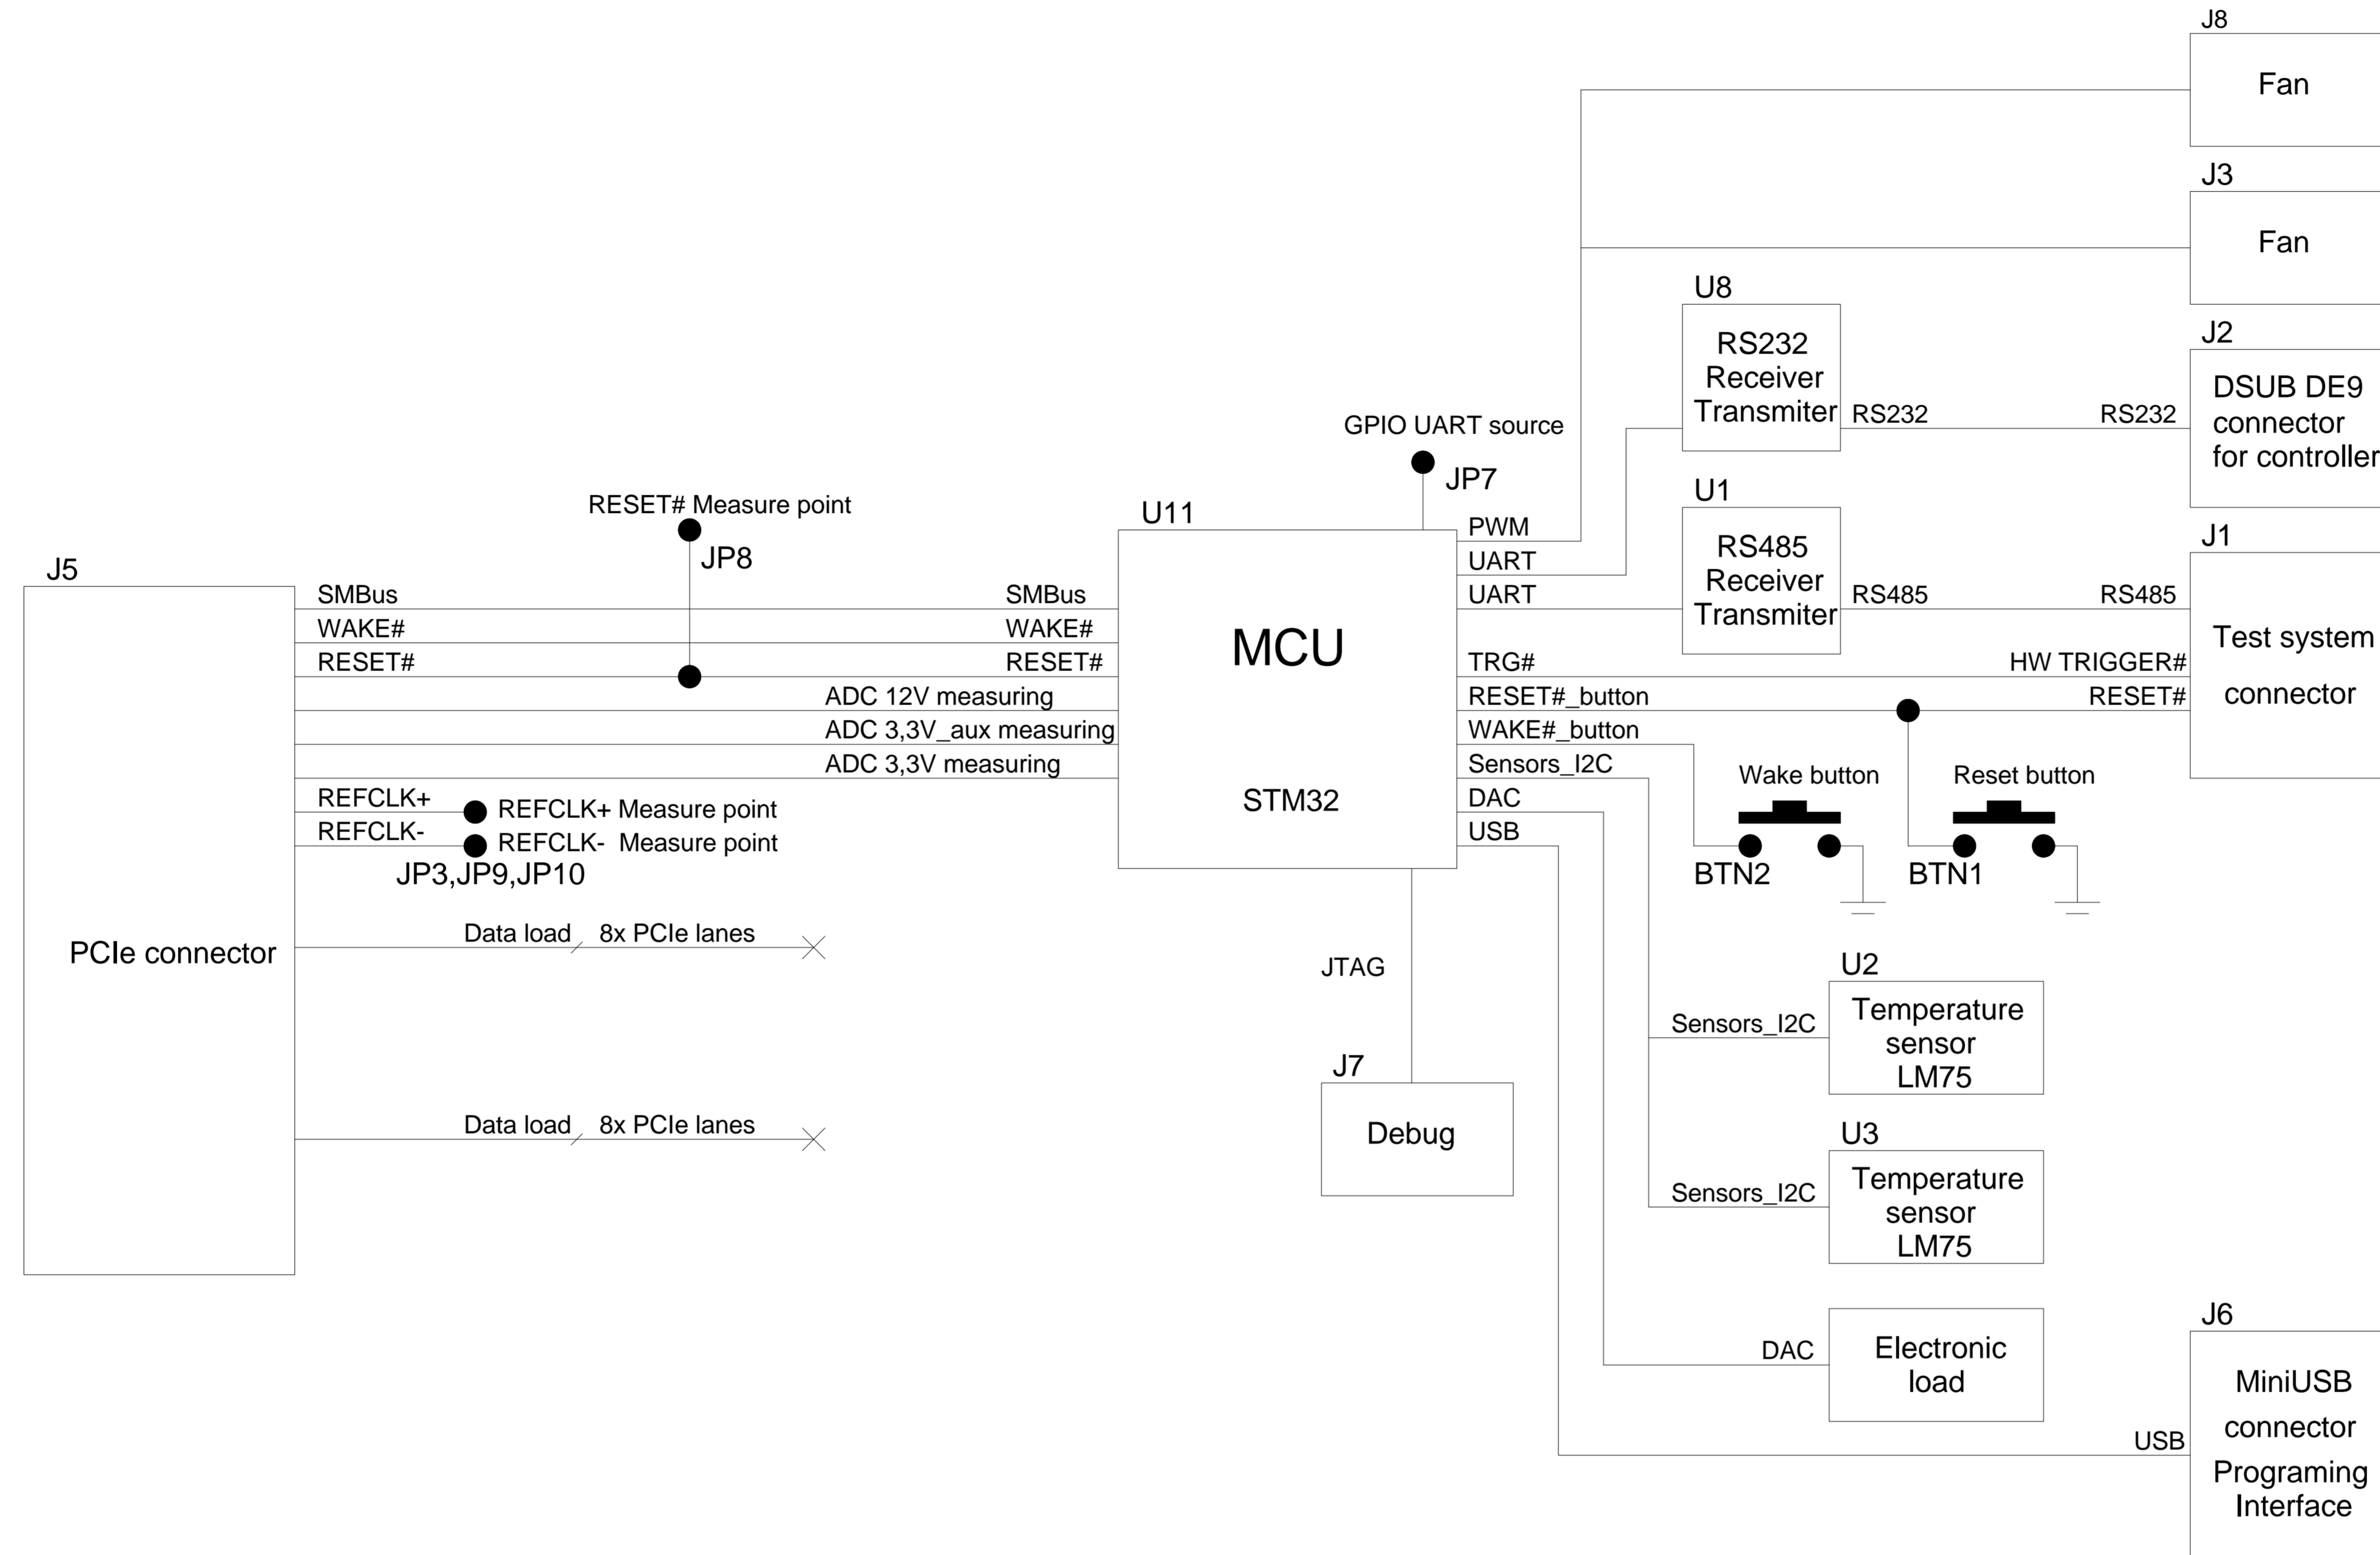 J8
Fan
J3
Fan
J2
DSUB DE9
connector
for controller
J1
Test system
connector
U8
RS232
Receiver
Transmiter
RS232
RS232
U1
RS485
Receiver
Transmiter
RS485
RS485
GPIO UART source
JP7
U11
MCU
STM32
PWM
UART
UART
TRG#
HW TRIGGER#
RESET#_button
RESET#
WAKE#_button
Sensors_I2C
DAC
USB
RESET# Measure point
JP8
J5
PCIe connector
SMBus
SMBus
WAKE#
WAKE#
RESET#
RESET#
ADC 12V measuring
ADC 3,3V_aux measuring
ADC 3,3V measuring
REFCLK+
REFCLK+ Measure point
REFCLK-
REFCLK- Measure point
JP3,JP9,JP10
Data load 8x PCIe lanes
Data load 8x PCIe lanes
Wake button
BTN2
Reset button
BTN1
JTAG
J7
Debug
U2
Sensors_I2C
Temperature
sensor
LM75
U3
Sensors_I2C
Temperature
sensor
LM75
DAC
Electronic
load
J6
USB
MiniUSB
connector
Programing
Interface